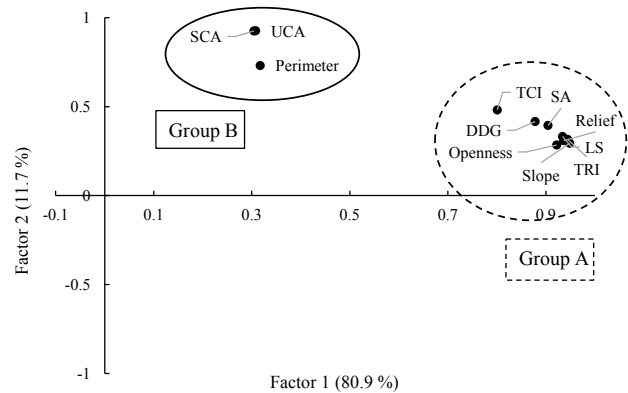 1
SCA
UCA
Perimeter
TCI
0.5
SA
Group B
DDG
Relief
Openness
LS
Slope
TRI
0
-0.1
0.1
0.3
0.5
0.7
0.9
Group A
-0.5
-1
Factor 2 (11.7 %)
Factor 1 (80.9 %)